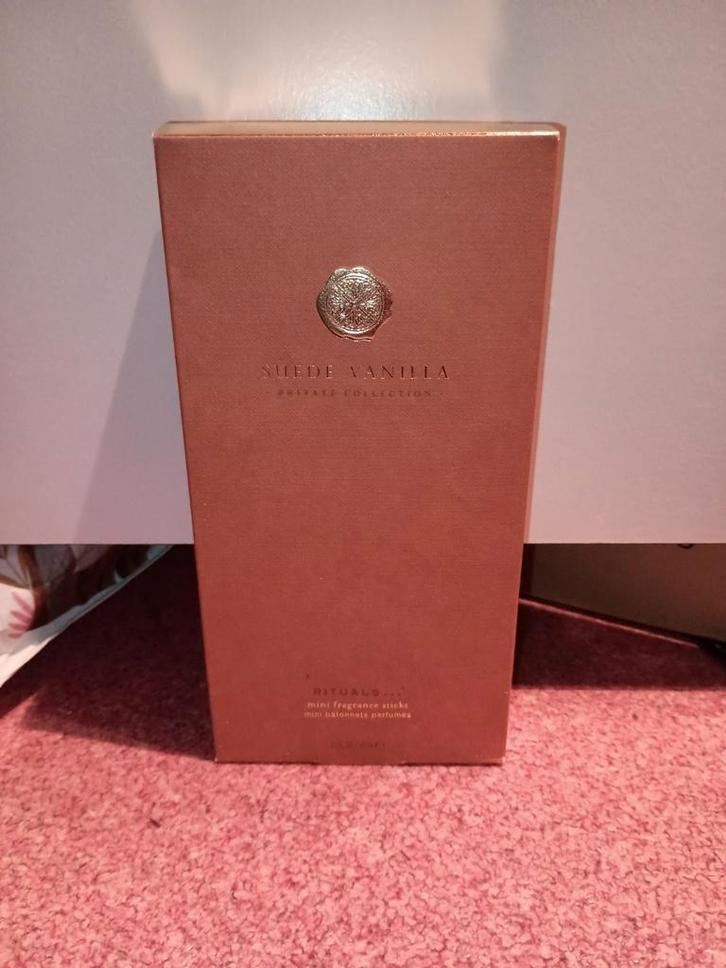 SUEDE VANILLA
- PRIVATE COLLECTION -
RITUALS...
mini fragrance sticks
mini bâtonnets parfumés